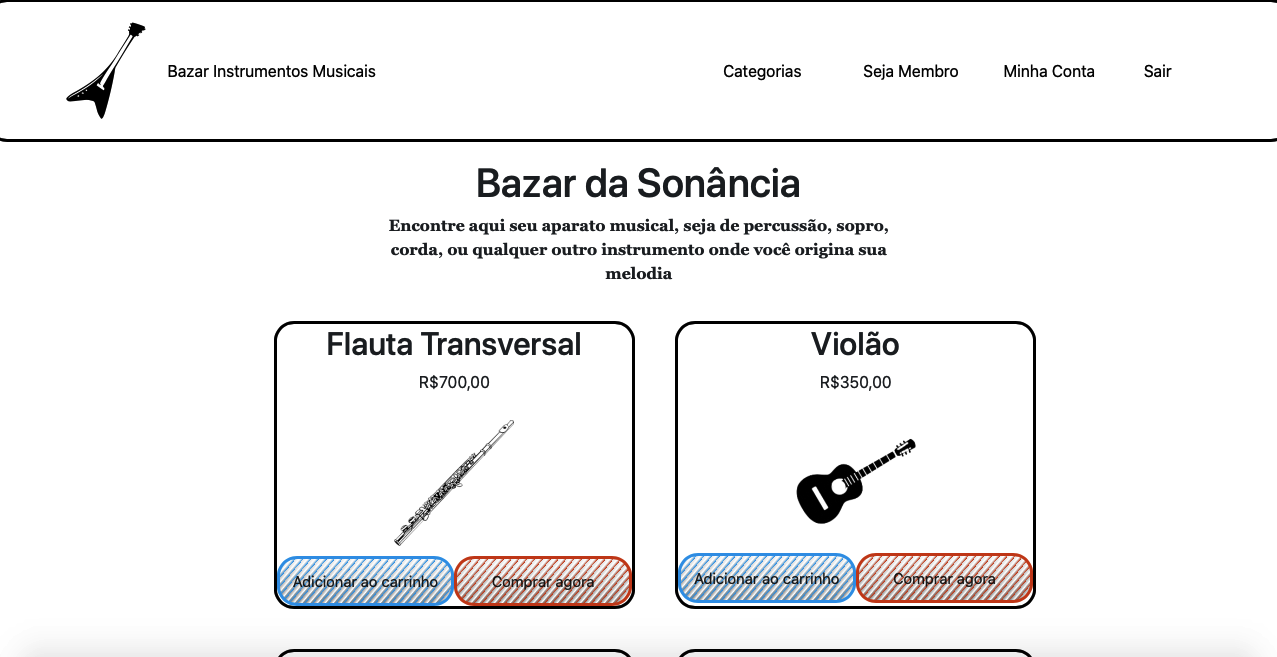 Bazar Instrumentos Musicais
Categorias
Seja Membro
Minha Conta
Sair
Bazar da Sonância
Encontre aqui seu aparato musical, seja de percussão, sopro,
corda, ou qualquer outro instrumento onde você origina sua
melodia
Flauta Transversal
R$700,00
Adicionar ao carrinho
Comprar agora
Violão
R$350,00
Adicionar ao carrinho
Comprar agora